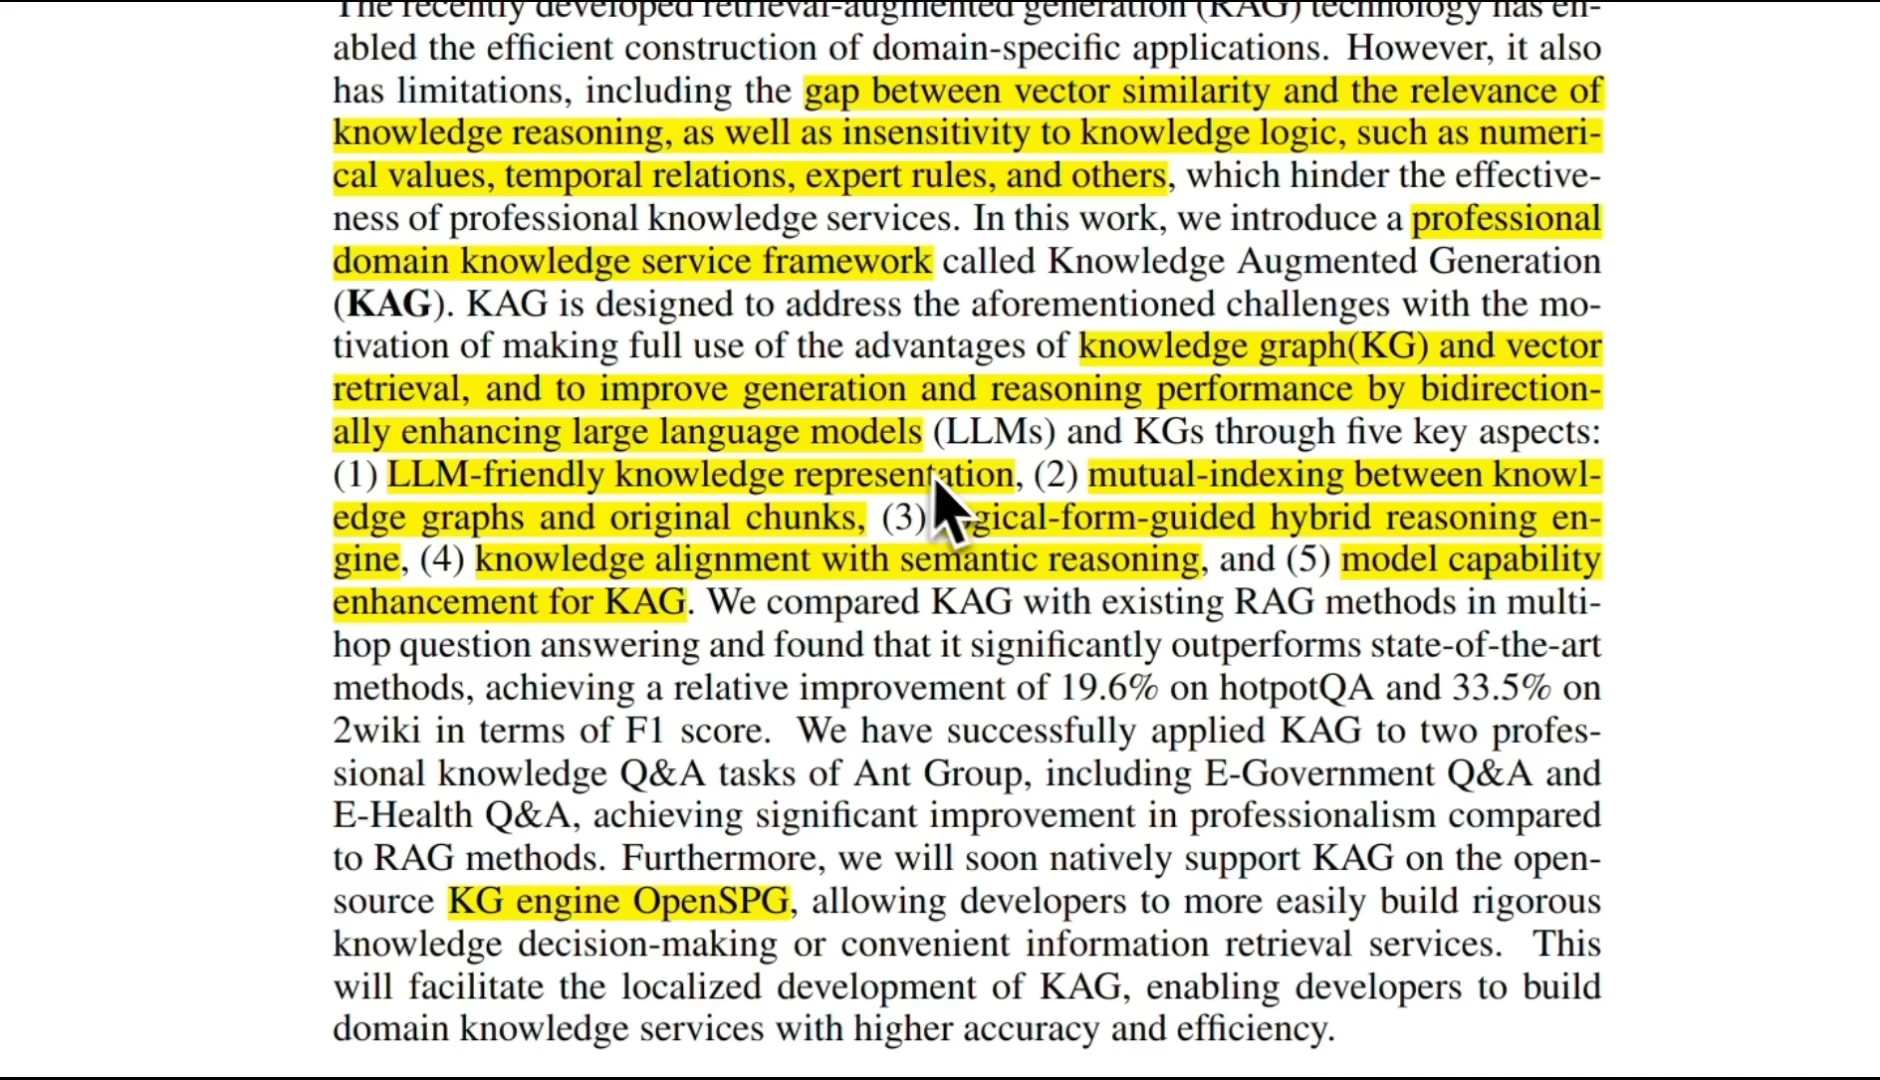 The recently developed retrieval-augmented generation (RAG) technology has en-
abled the efficient construction of domain-specific applications. However, it also
has limitations, including the gap between vector similarity and the relevance of
knowledge reasoning, as well as insensitivity to knowledge logic, such as numeri-
cal values, temporal relations, expert rules, and others, which hinder the effective-
ness of professional knowledge services. In this work, we introduce a professional
domain knowledge service framework called Knowledge Augmented Generation
(KAG). KAG is designed to address the aforementioned challenges with the mo-
tivation of making full use of the advantages of knowledge graph(KG) and vector
retrieval, and to improve generation and reasoning performance by bidirection-
ally enhancing large language models (LLMs) and KGs through five key aspects:
(1) LLM-friendly knowledge representation, (2) mutual-indexing between knowl-
edge graphs and original chunks, (3) logical-form-guided hybrid reasoning en-
gine, (4) knowledge alignment with semantic reasoning, and (5) model capability
enhancement for KAG. We compared KAG with existing RAG methods in multi-
hop question answering and found that it significantly outperforms state-of-the-art
methods, achieving a relative improvement of 19.6% on hotpotQA and 33.5% on
2wiki in terms of F1 score. We have successfully applied KAG to two profes-
sional knowledge Q&A tasks of Ant Group, including E-Government Q&A and
E-Health Q&A, achieving significant improvement in professionalism compared
to RAG methods. Furthermore, we will soon natively support KAG on the open-
source KG engine OpenSPG, allowing developers to more easily build rigorous
knowledge decision-making or convenient information retrieval services. This
will facilitate the localized development of KAG, enabling developers to build
domain knowledge services with higher accuracy and efficiency.